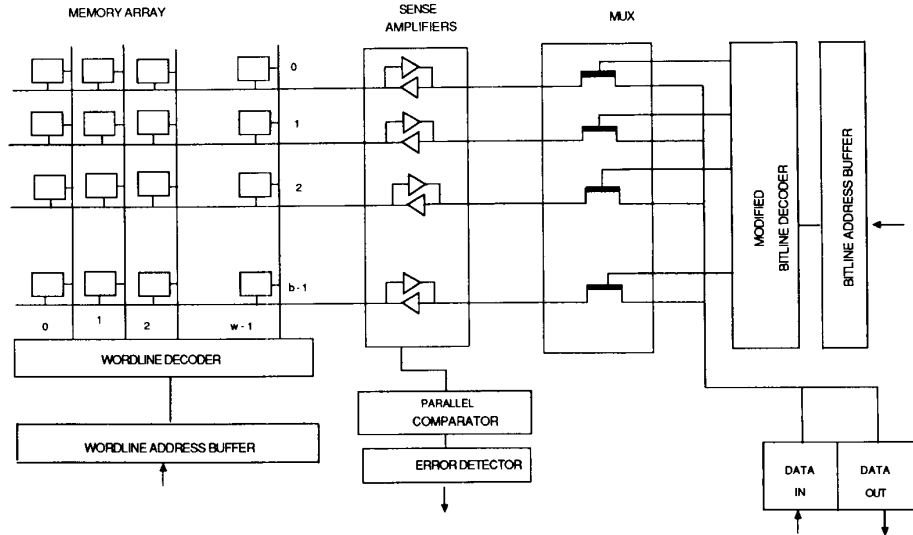 MEMORY ARRAY
SENSE
AMPLIFIERS
MUX
0
1
2
b-1
0
1
2
w-1
MODIFIED
BITLINE DECODER
BITLINE ADDRESS BUFFER
WORDLINE DECODER
WORDLINE ADDRESS BUFFER
PARALLEL
COMPARATOR
ERROR DETECTOR
DATA
IN
DATA
OUT